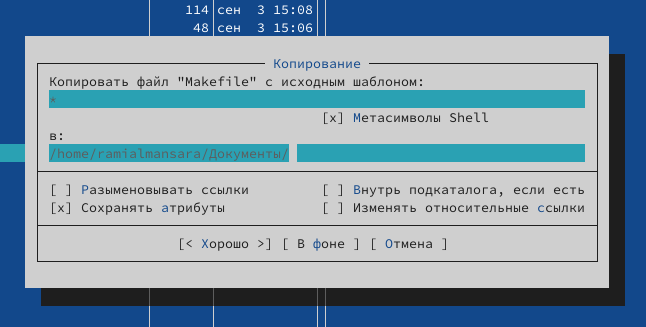 114 сен 3 15:08
48 сен 3 15:06
Копирование
Копировать файл "Makefile" с исходным шаблоном:
*
[x] Метасимволы Shell
в:
/home/ramialmansara/Документы/
[ ] Разыменовывать ссылки [ ] Внутрь подкаталога, если есть
[x] Сохранять атрибуты [ ] Изменять относительные ссылки
[< Хорошо >] [ В фоне ] [ Отмена ]